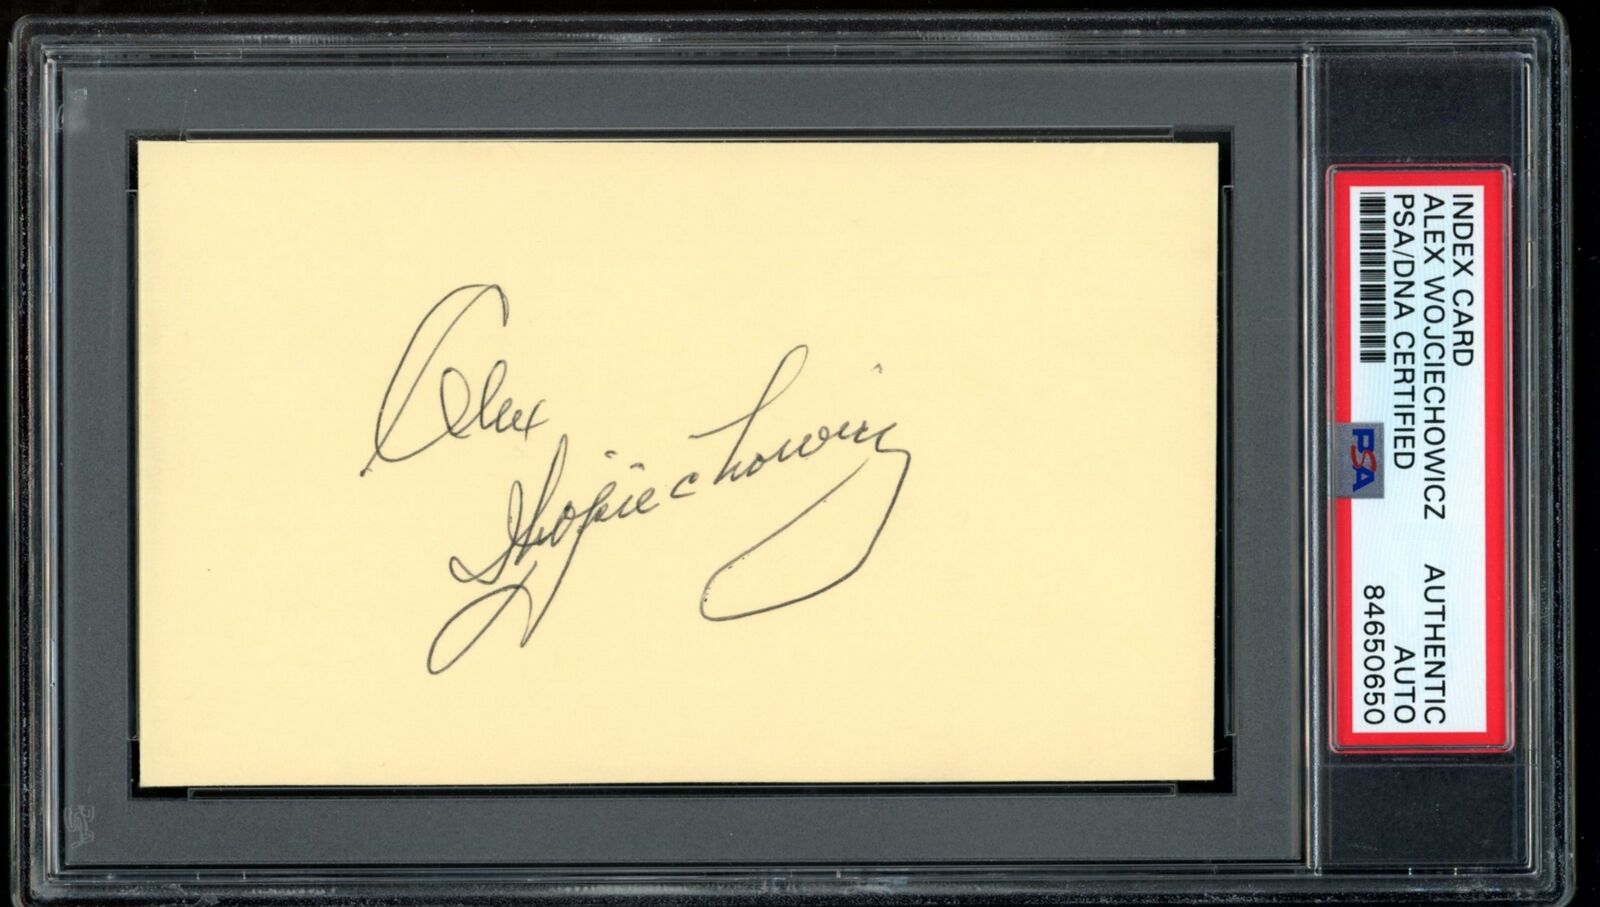 Alex
Wojciechowicz
INDEX CARD
ALEX WOJCIECHOWICZ AUTHENTIC
PSA/DNA CERTIFIED AUTO
84650650
PSA